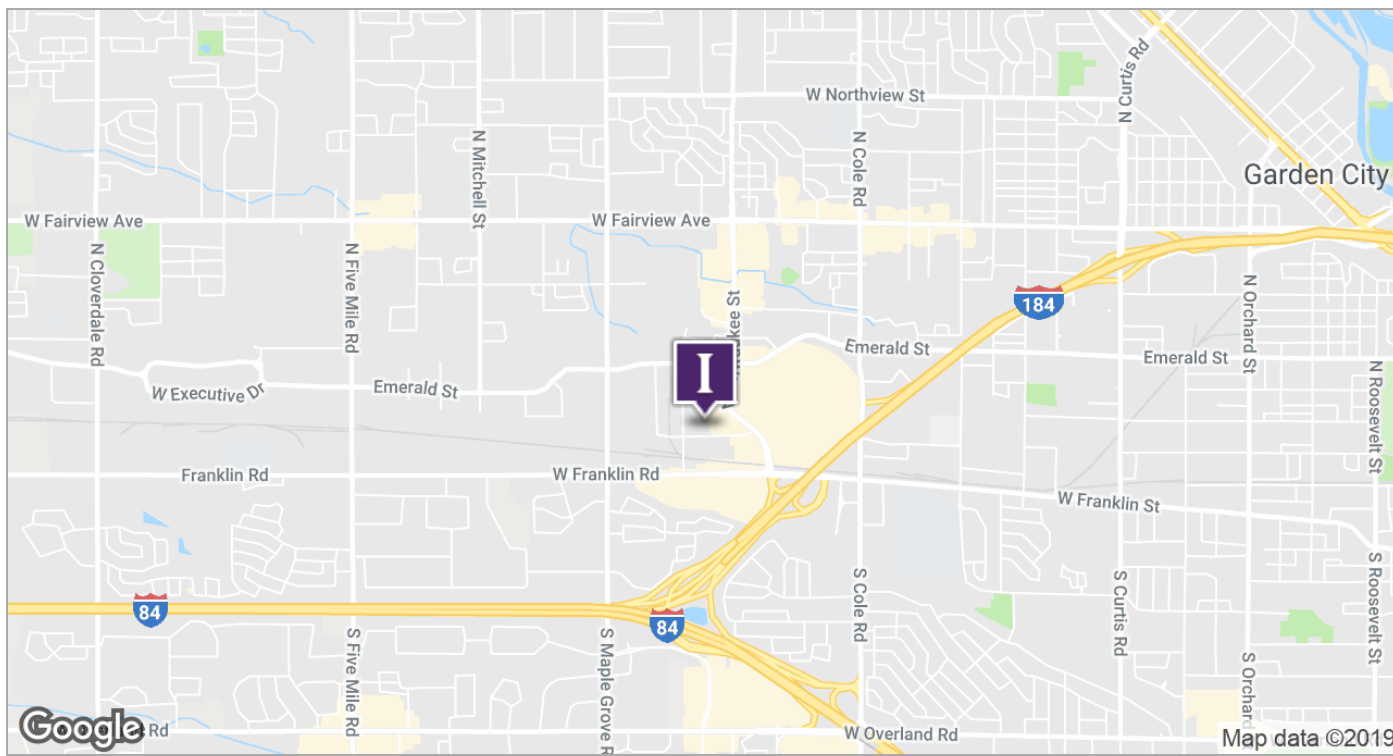 W Northview St
N Curtis Rd
N Mitchell St
N Cole Rd
Garden City
W Fairview Ave
W Fairview Ave
N Cloverdale Rd
N Five Mile Rd
184
N Orchard St
Emerald St
Emerald St
I
W Executive Dr
Emerald St
N Roosevelt St
Franklin Rd
W Franklin Rd
W Franklin St
84
84
S Five Mile Rd
S Maple Grove R
S Cole Rd
S Curtis Rd
S Orchard
S Roosevelt St
Google
Rd
W Overland Rd
Map data ©2019